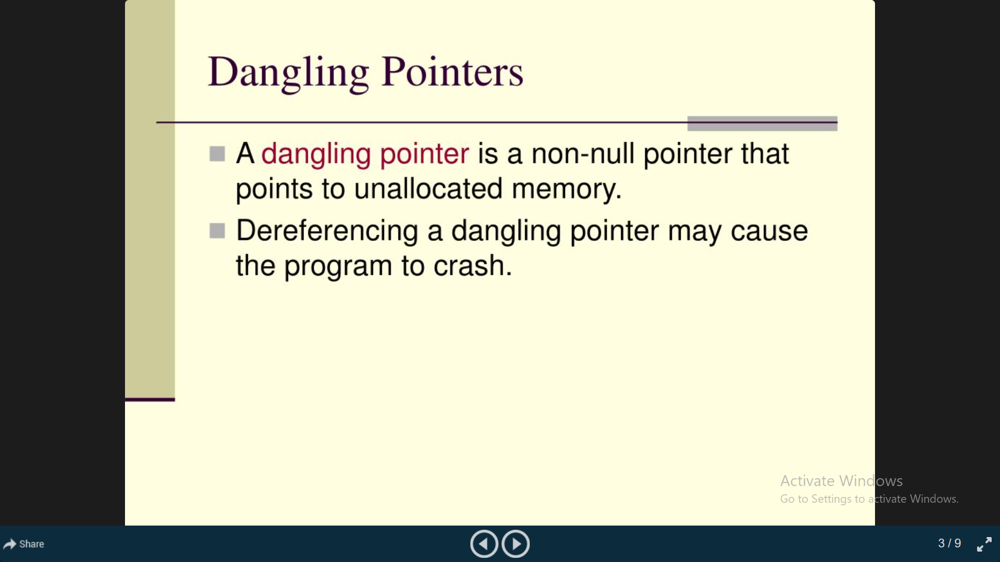 Dangling Pointers
A dangling pointer is a non-null pointer that
points to unallocated memory.
Dereferencing a dangling pointer may cause
the program to crash.
Activate Windows
Go to Settings to activate Windows.
Share
3 / 9